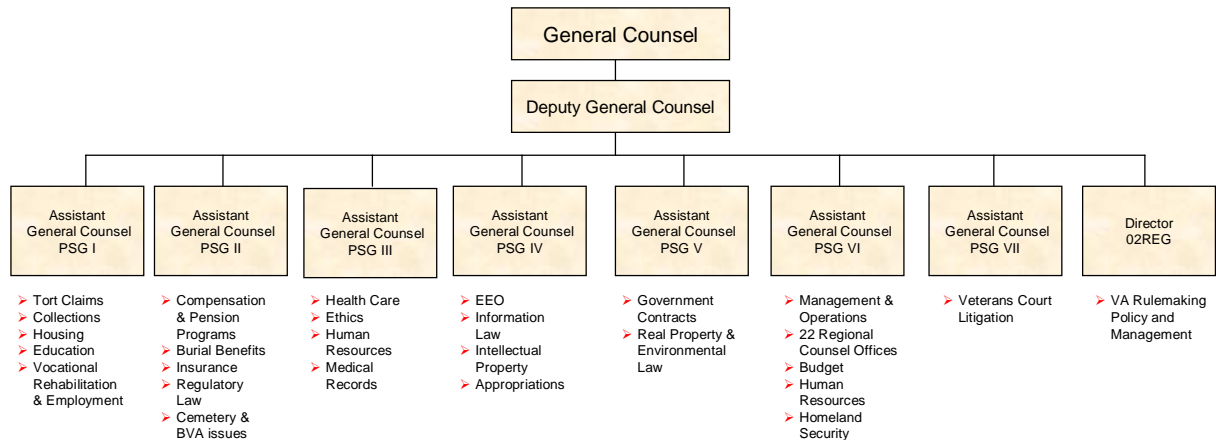 General Counsel
Deputy General Counsel
Assistant
General Counsel
PSG I
Assistant
General Counsel
PSG II
Assistant
General Counsel
PSG III
Assistant
General Counsel
PSG IV
Assistant
General Counsel
PSG V
Assistant
General Counsel
PSG VI
Assistant
General Counsel
PSG VII
Director
02REG
➢ Tort Claims
➢ Collections
➢ Housing
➢ Education
➢ Vocational
Rehabilitation
& Employment
➢ Compensation
& Pension
Programs
➢ Burial Benefits
➢ Insurance
➢ Regulatory
Law
➢ Cemetery &
BVA issues
➢ Health Care
➢ Ethics
➢ Human
Resources
➢ Medical
Records
➢ EEO
➢ Information
Law
➢ Intellectual
Property
➢ Appropriations
➢ Government
Contracts
➢ Real Property &
Environmental
Law
➢ Management &
Operations
➢ 22 Regional
Counsel Offices
➢ Budget
➢ Human
Resources
➢ Homeland
Security
➢ Veterans Court
Litigation
➢ VA Rulemaking
Policy and
Management